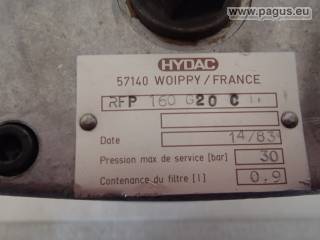 www.pagus.eu
HYDAC
57140 WOIPPY/FRANCE
RFP 160 G20 C
Date 14/83
Pression max de service [bar] 30
Contenance du filtre [l] 0.9